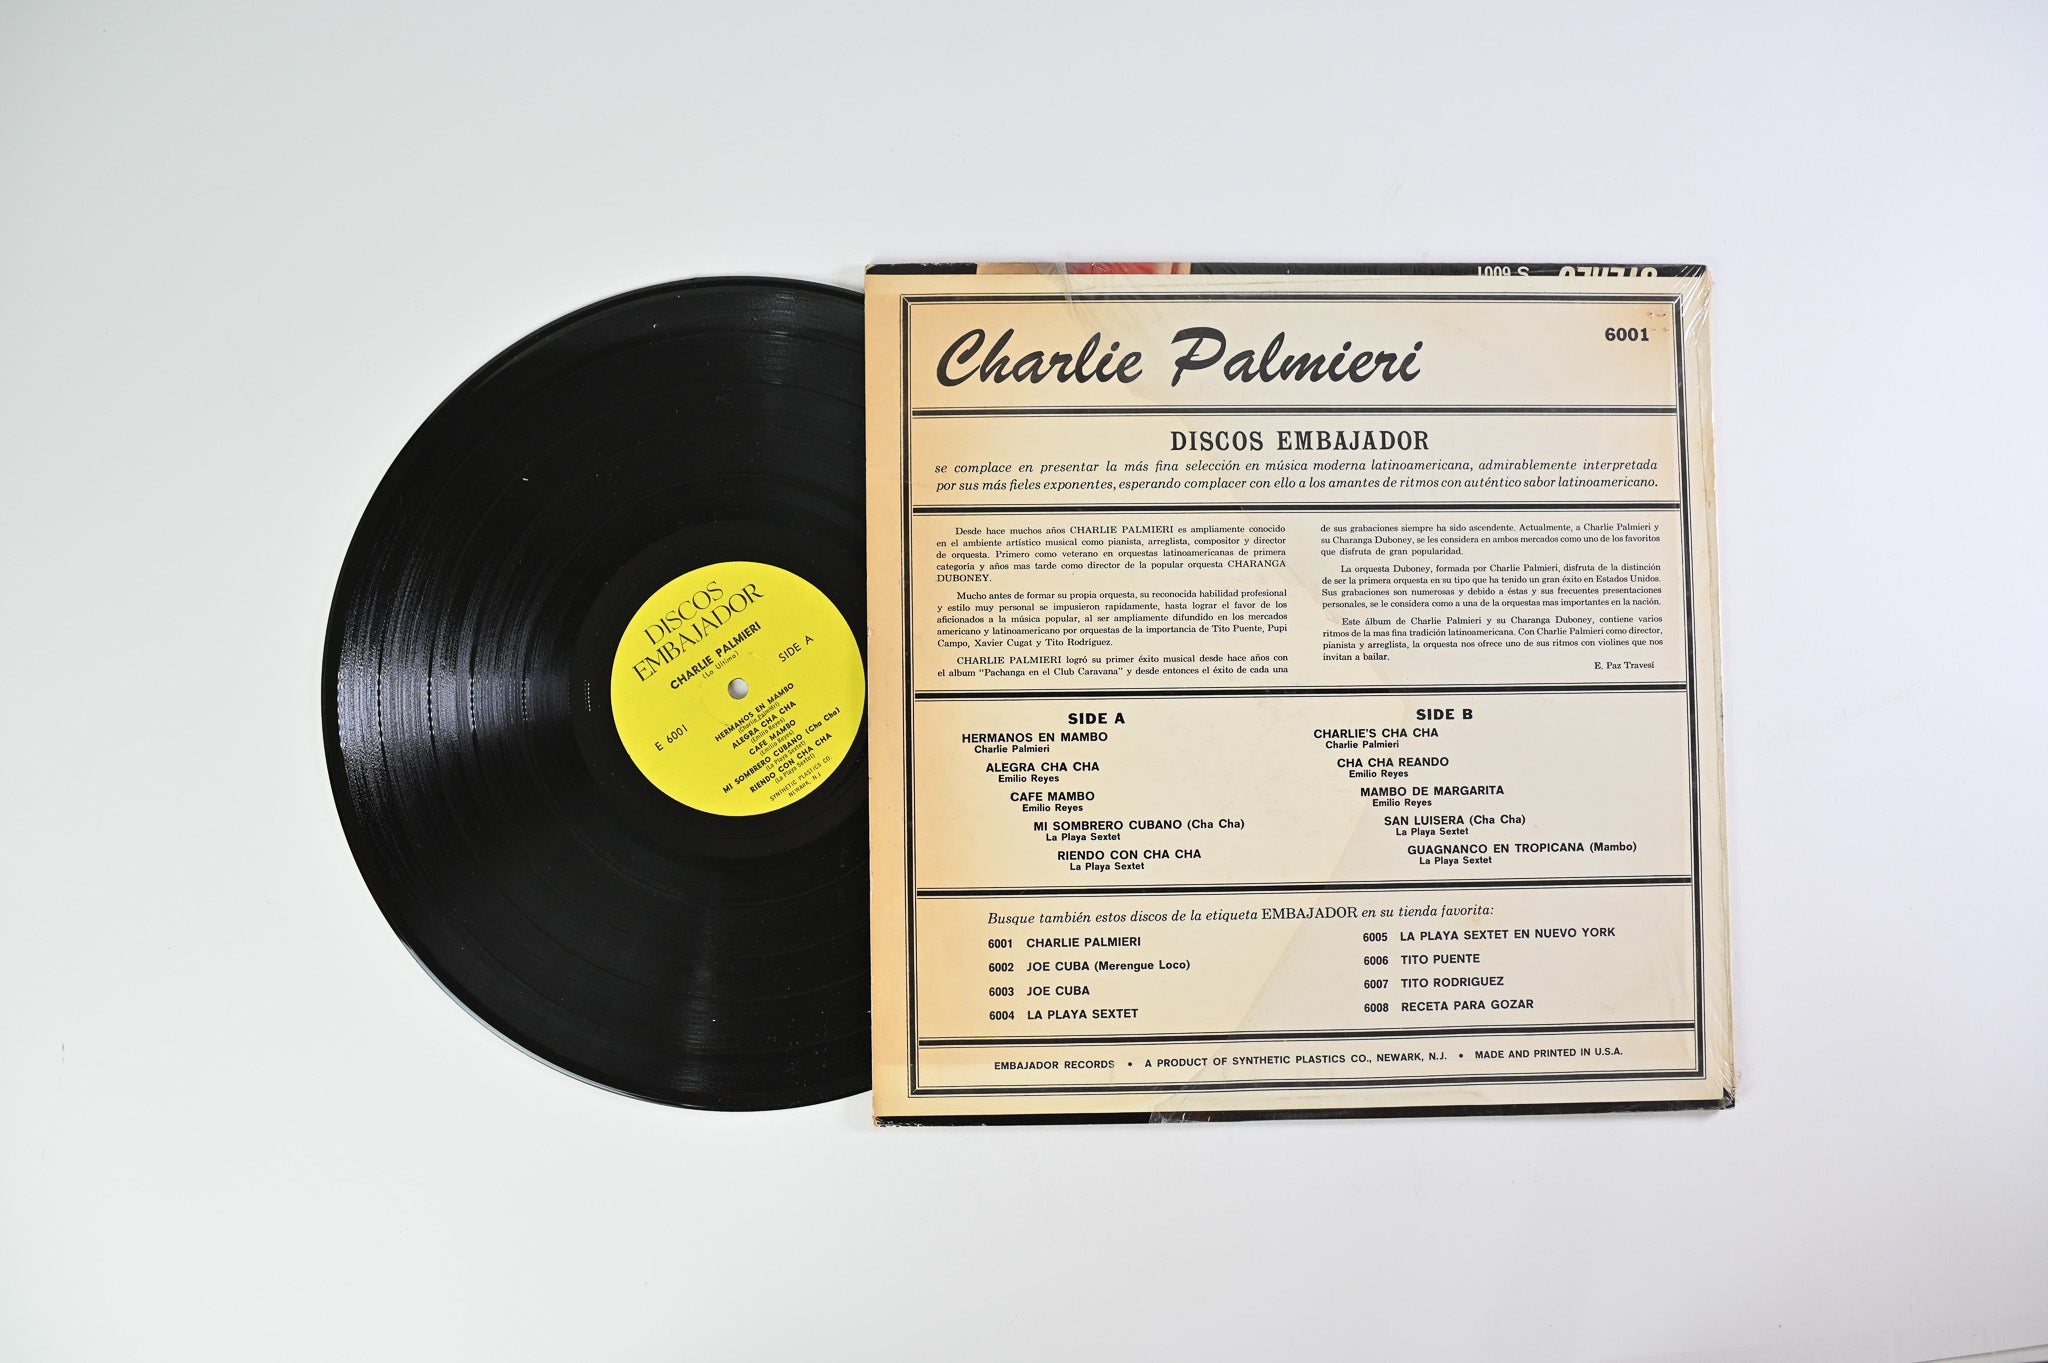 DISCOS
EMBAJADOR
CHARLIE PALMIERI
(Lo Ultimo)
SIDE A
E 6001
HERMANOS EN MAMBO
(Charlie Palmieri)
ALEGRA CHA CHA
(Emilio Reyes)
CAFE MAMBO
(Emilio Reyes)
MI SOMBRERO CUBANO (Cha Cha)
(La Playa Sextet)
RIENDO CON CHA CHA
(La Playa Sextet)
SYNTHETIC PLASTICS CO.
NEWARK, N.J.
S 6001
Charlie Palmieri
6001
DISCOS EMBAJADOR
se complace en presentar la más fina selección en música moderna latinoamericana, admirablemente interpretada
por sus más fieles exponentes, esperando complacer con ello a los amantes de ritmos con auténtico sabor latinoamericano.
Desde hace muchos años CHARLIE PALMIERI es ampliamente conocido
en el ambiente artístico musical como pianista, arreglista, compositor y director
de orquesta. Primero como veterano en orquestas latinoamericanas de primera
categoría y años mas tarde como director de la popular orquesta CHARANGA
DUBONEY.
Mucho antes de formar su propia orquesta, su reconocida habilidad profesional
y estilo muy personal se impusieron rapidamente, hasta lograr el favor de los
aficionados a la música popular, al ser ampliamente difundido en los mercados
americano y latinoamericano por orquestas de la importancia de Tito Puente, Pupi
Campo, Xavier Cugat y Tito Rodríguez.
CHARLIE PALMIERI logró su primer éxito musical desde hace años con
el album "Pachanga en el Club Caravana" y desde entonces el éxito de cada una
de sus grabaciones siempre ha sido ascendente. Actualmente, a Charlie Palmieri y
su Charanga Duboney, se les considera en ambos mercados como uno de los favoritos
que disfruta de gran popularidad.
La orquesta Duboney, formada por Charlie Palmieri, disfruta de la distinción
de ser la primera orquesta en su tipo que ha tenido un gran éxito en Estados Unidos.
Sus grabaciones son numerosas y debido a éstas y sus frecuentes presentaciones
personales, se le considera como a una de la orquestas mas importantes en la nación.
Este álbum de Charlie Palmieri y su Charanga Duboney, contiene varios
ritmos de la mas fina tradición latinoamericana. Con Charlie Palmieri como director,
pianista y arreglista, la orquesta nos ofrece uno de sus ritmos con violines que nos
invitan a bailar.
E. Paz Travesí
SIDE A
HERMANOS EN MAMBO
Charlie Palmieri
ALEGRA CHA CHA
Emilio Reyes
CAFE MAMBO
Emilio Reyes
MI SOMBRERO CUBANO (Cha Cha)
La Playa Sextet
RIENDO CON CHA CHA
La Playa Sextet
SIDE B
CHARLIE'S CHA CHA
Charlie Palmieri
CHA CHA REANDO
Emilio Reyes
MAMBO DE MARGARITA
Emilio Reyes
SAN LUISERA (Cha Cha)
La Playa Sextet
GUAGNANCO EN TROPICANA (Mambo)
La Playa Sextet
Busque también estos discos de la etiqueta EMBAJADOR en su tienda favorita:
6001 CHARLIE PALMIERI
6002 JOE CUBA (Merengue Loco)
6003 JOE CUBA
6004 LA PLAYA SEXTET
6005 LA PLAYA SEXTET EN NUEVO YORK
6006 TITO PUENTE
6007 TITO RODRIGUEZ
6008 RECETA PARA GOZAR
EMBAJADOR RECORDS • A PRODUCT OF SYNTHETIC PLASTICS CO., NEWARK, N.J. • MADE AND PRINTED IN U.S.A.